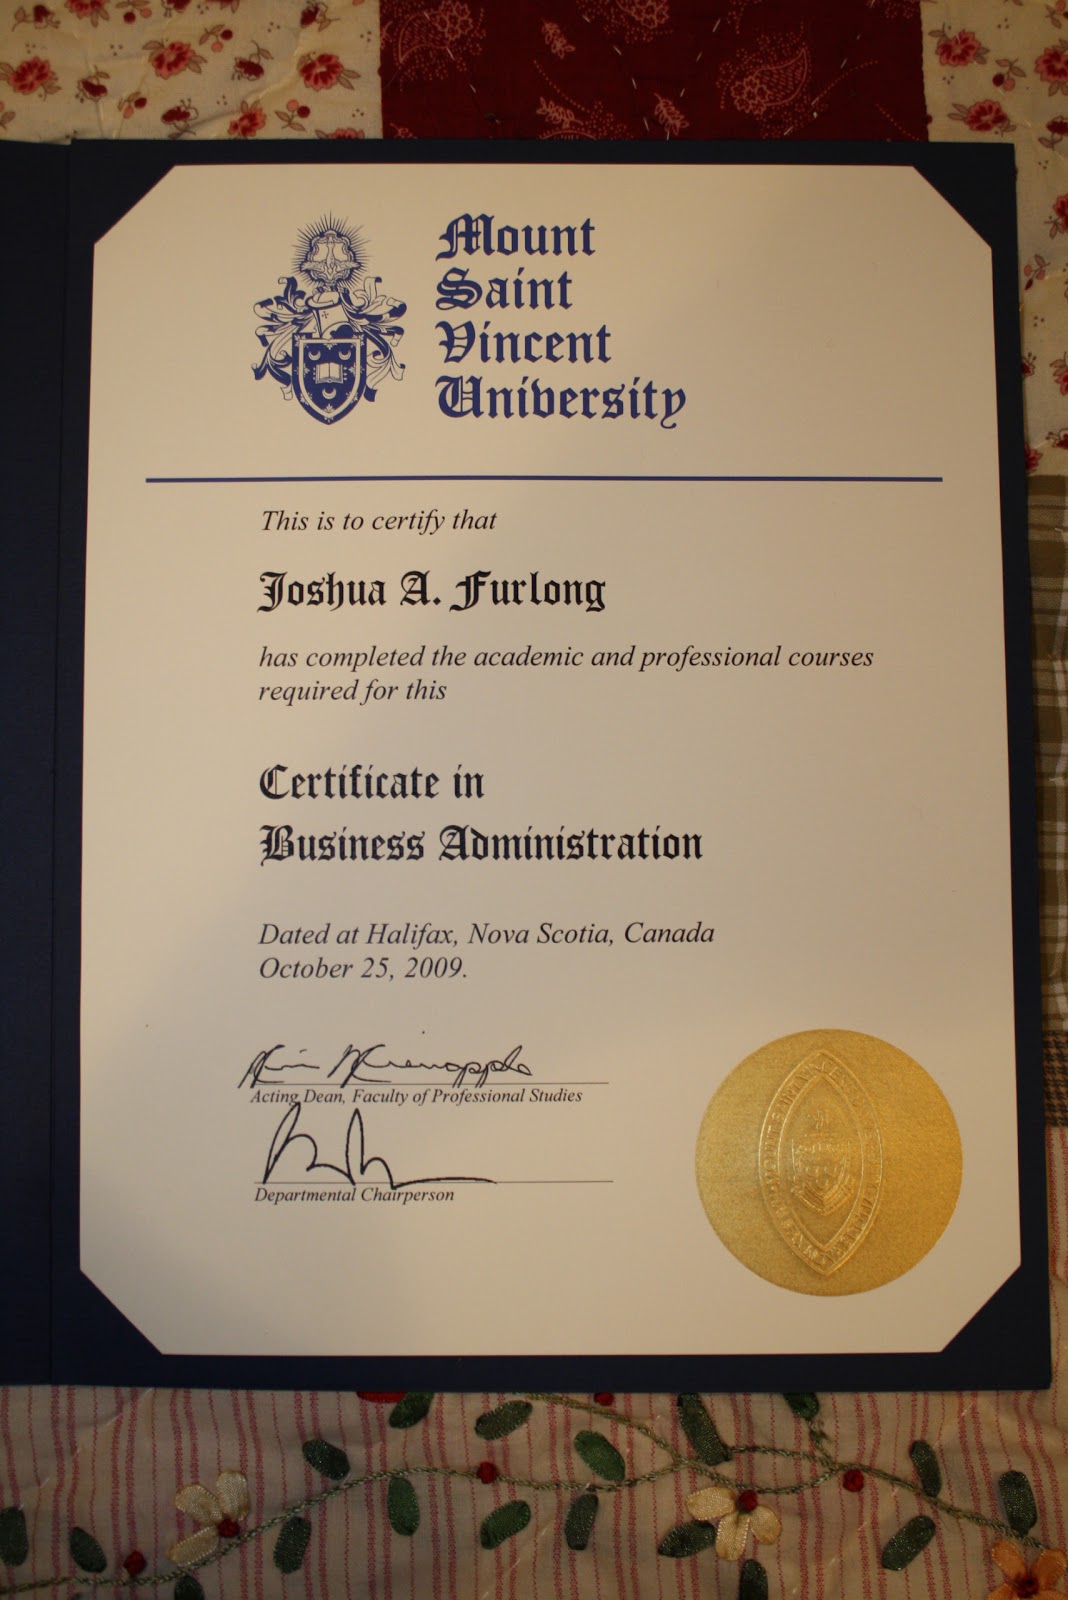 Mount
Saint
Vincent
University
This is to certify that
Joshua A. Furlong
has completed the academic and professional courses
required for this
Certificate in
Business Administration
Dated at Halifax, Nova Scotia, Canada
October 25, 2009.
Acting Dean, Faculty of Professional Studies
Departmental Chairperson